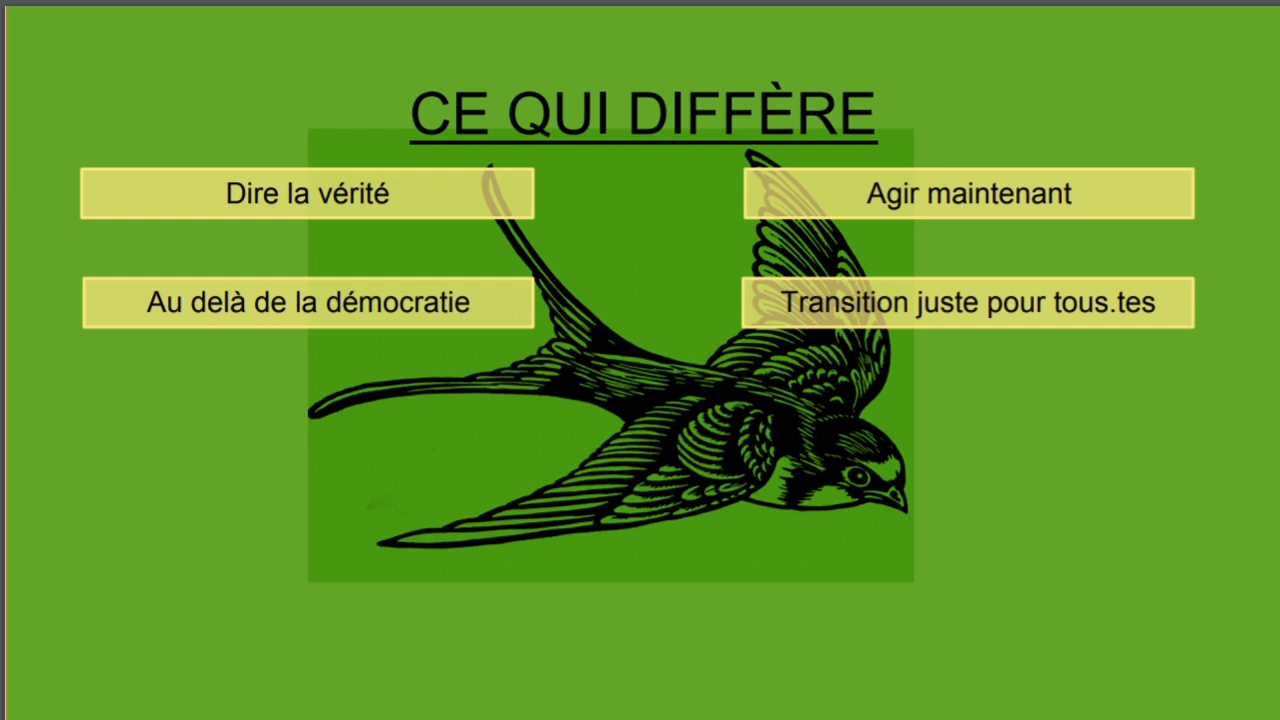 CE QUI DIFFÈRE
Dire la vérité
Agir maintenant
Au delà de la démocratie
Transition juste pour tous.tes